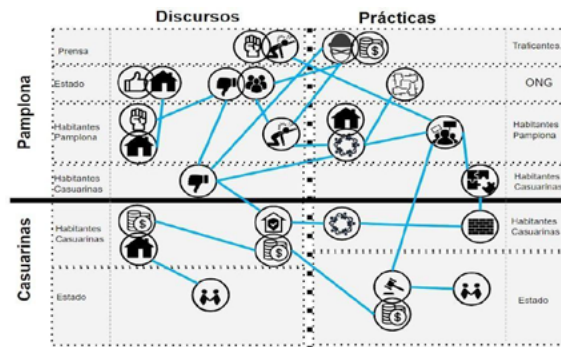 Discursos Prácticas
Prensa Traficantes.
Estado ONG
Pamplona
Habitantes
Pamplona
Habitantes
Pamplona
Habitantes
Casuarinas
Habitantes
Casuarinas
Casuarinas
Habitantes
Casuarinas
Habitantes
Casuarinas
Estado Estado